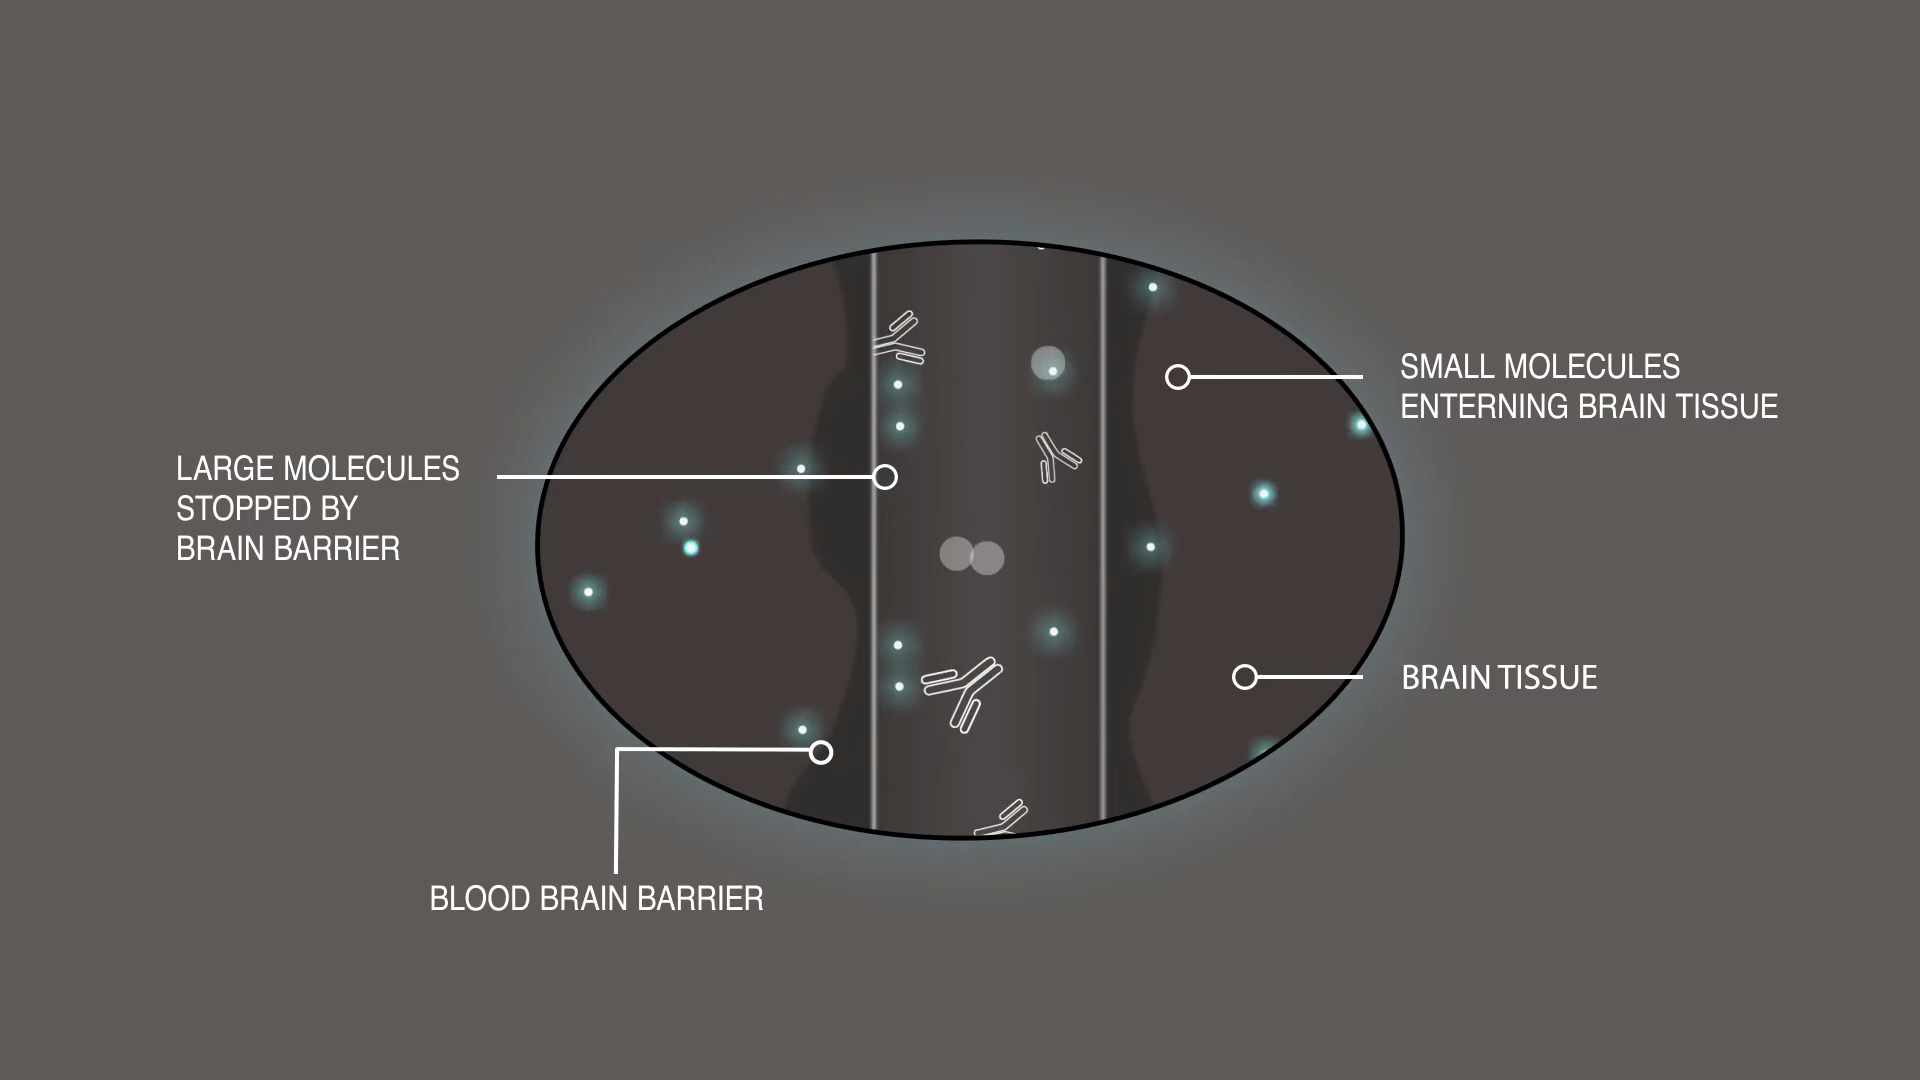 SMALL MOLECULES
ENTERNING BRAIN TISSUE
LARGE MOLECULES
STOPPED BY
BRAIN BARRIER
BRAIN TISSUE
BLOOD BRAIN BARRIER